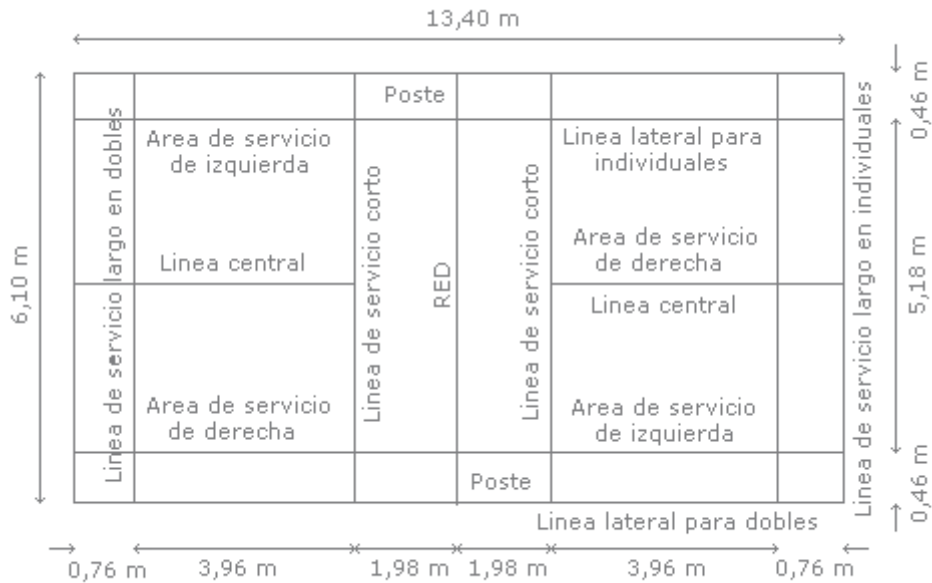 13,40 m
Poste
0,46 m
Area de servicio
de izquierda
Linea lateral para
individuales
Linea de servicio largo en dobles
Linea de servicio corto
RED
Linea de servicio corto
Linea de servicio largo en individuales
6,10 m
5,18 m
Linea central
Area de servicio
de derecha
Linea central
Area de servicio
de derecha
Area de servicio
de izquierda
Poste
0,46 m
Linea lateral para dobles
0,76 m
3,96 m
1,98 m
1,98 m
3,96 m
0,76 m